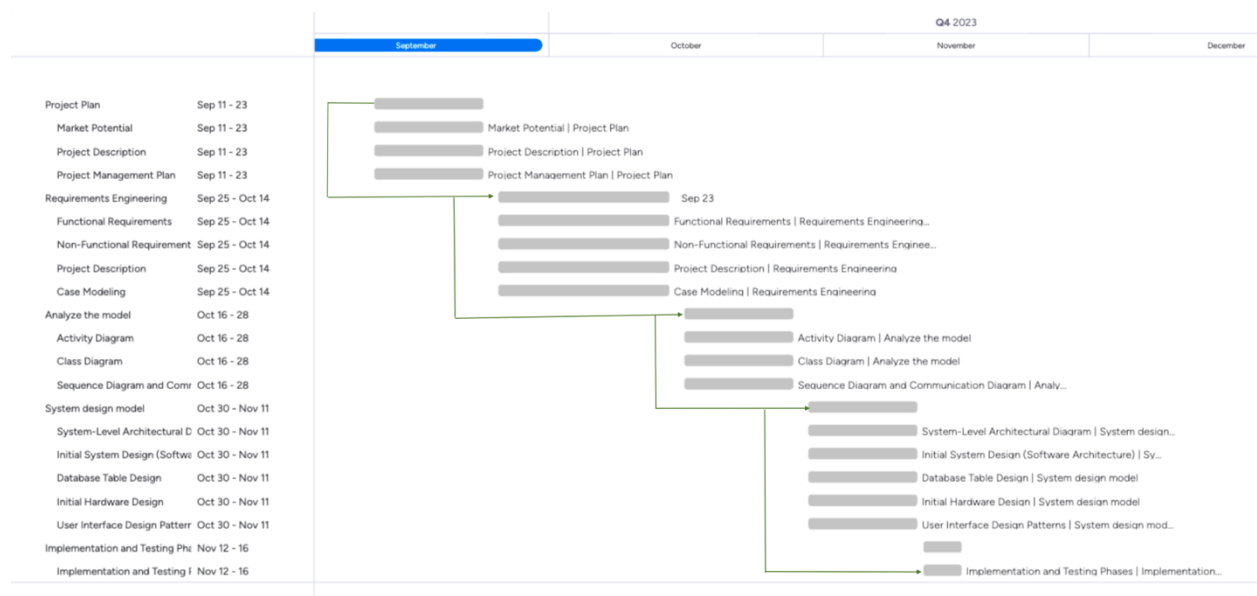 Q4 2023
September October November December
Project Plan Sep 11 - 23
Market Potential Sep 11 - 23 Market Potential | Project Plan
Project Description Sep 11 - 23 Project Description | Project Plan
Project Management Plan Sep 11 - 23 Project Management Plan | Project Plan
Requirements Engineering Sep 25 - Oct 14 Sep 23
Functional Requirements Sep 25 - Oct 14 Functional Requirements | Requirements Engineering...
Non-Functional Requirement Sep 25 - Oct 14 Non-Functional Requirements | Requirements Enginee...
Project Description Sep 25 - Oct 14 Project Description | Requirements Engineering
Case Modeling Sep 25 - Oct 14 Case Modeling | Requirements Engineering
Analyze the model Oct 16 - 28
Activity Diagram Oct 16 - 28 Activity Diagram | Analyze the model
Class Diagram Oct 16 - 28 Class Diagram | Analyze the model
Sequence Diagram and Comr Oct 16 - 28 Sequence Diagram and Communication Diagram | Analy...
System design model Oct 30 - Nov 11
System-Level Architectural D Oct 30 - Nov 11 System-Level Architectural Diagram | System design...
Initial System Design (Softwa Oct 30 - Nov 11 Initial System Design (Software Architecture) | Sy...
Database Table Design Oct 30 - Nov 11 Database Table Design | System design model
Initial Hardware Design Oct 30 - Nov 11 Initial Hardware Design | System design model
User Interface Design Patterr Oct 30 - Nov 11 User Interface Design Patterns | System design mod...
Implementation and Testing Pha Nov 12 - 16
Implementation and Testing F Nov 12 - 16 Implementation and Testing Phases | Implementation...